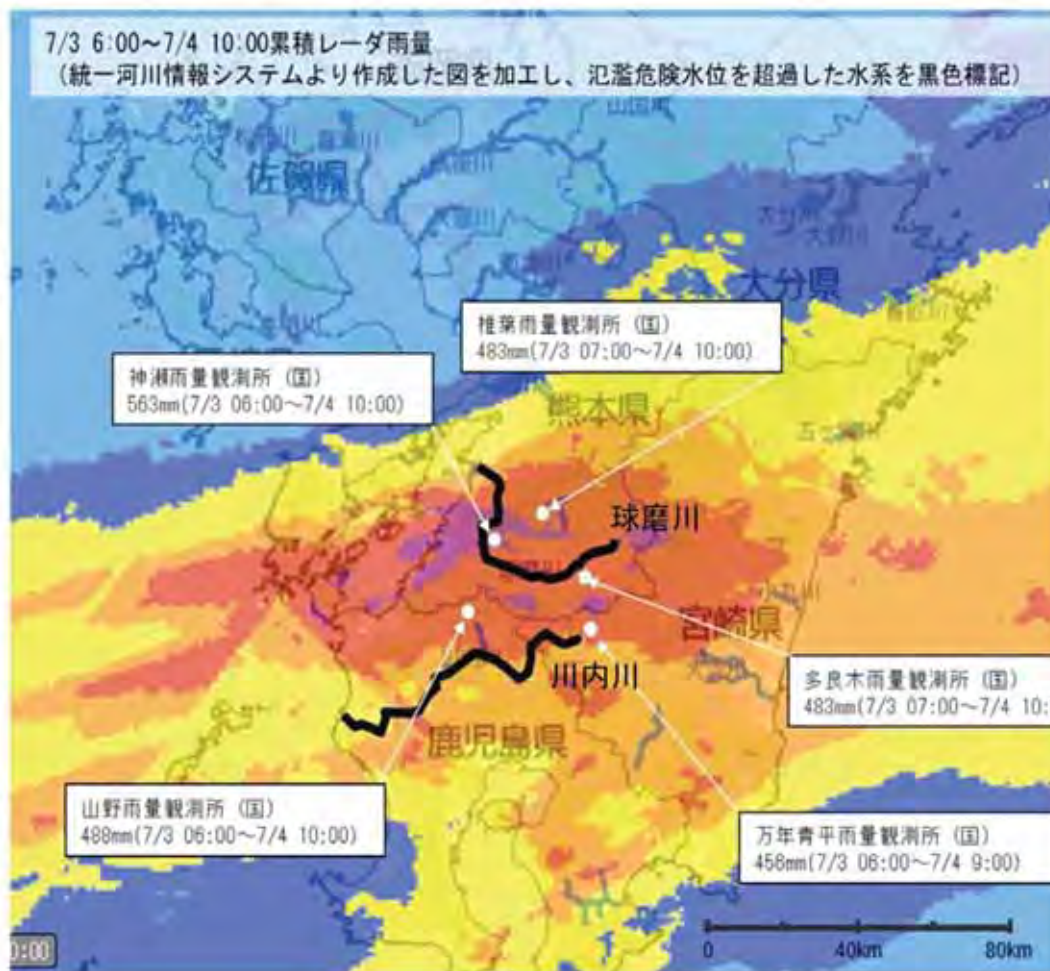 7/3 6:00～7/4 10:00累積レーダ雨量
（統一河川情報システムより作成した図を加工し、氾濫危険水位を超過した水系を黒色標記）
山国川
佐賀県
大分県
椎葉雨量観測所（国）
483mm(7/3 07:00～7/4 10:00)
神瀬雨量観測所（国）
563mm(7/3 06:00～7/4 10:00)
熊本県
球磨川
宮崎県
川内川
多良木雨量観測所（国）
483mm(7/3 07:00～7/4 10:
鹿児島県
山野雨量観測所（国）
488mm(7/3 06:00～7/4 10:00)
万年青平雨量観測所（国）
456mm(7/3 06:00～7/4 9:00)
0:00
0 40km 80km